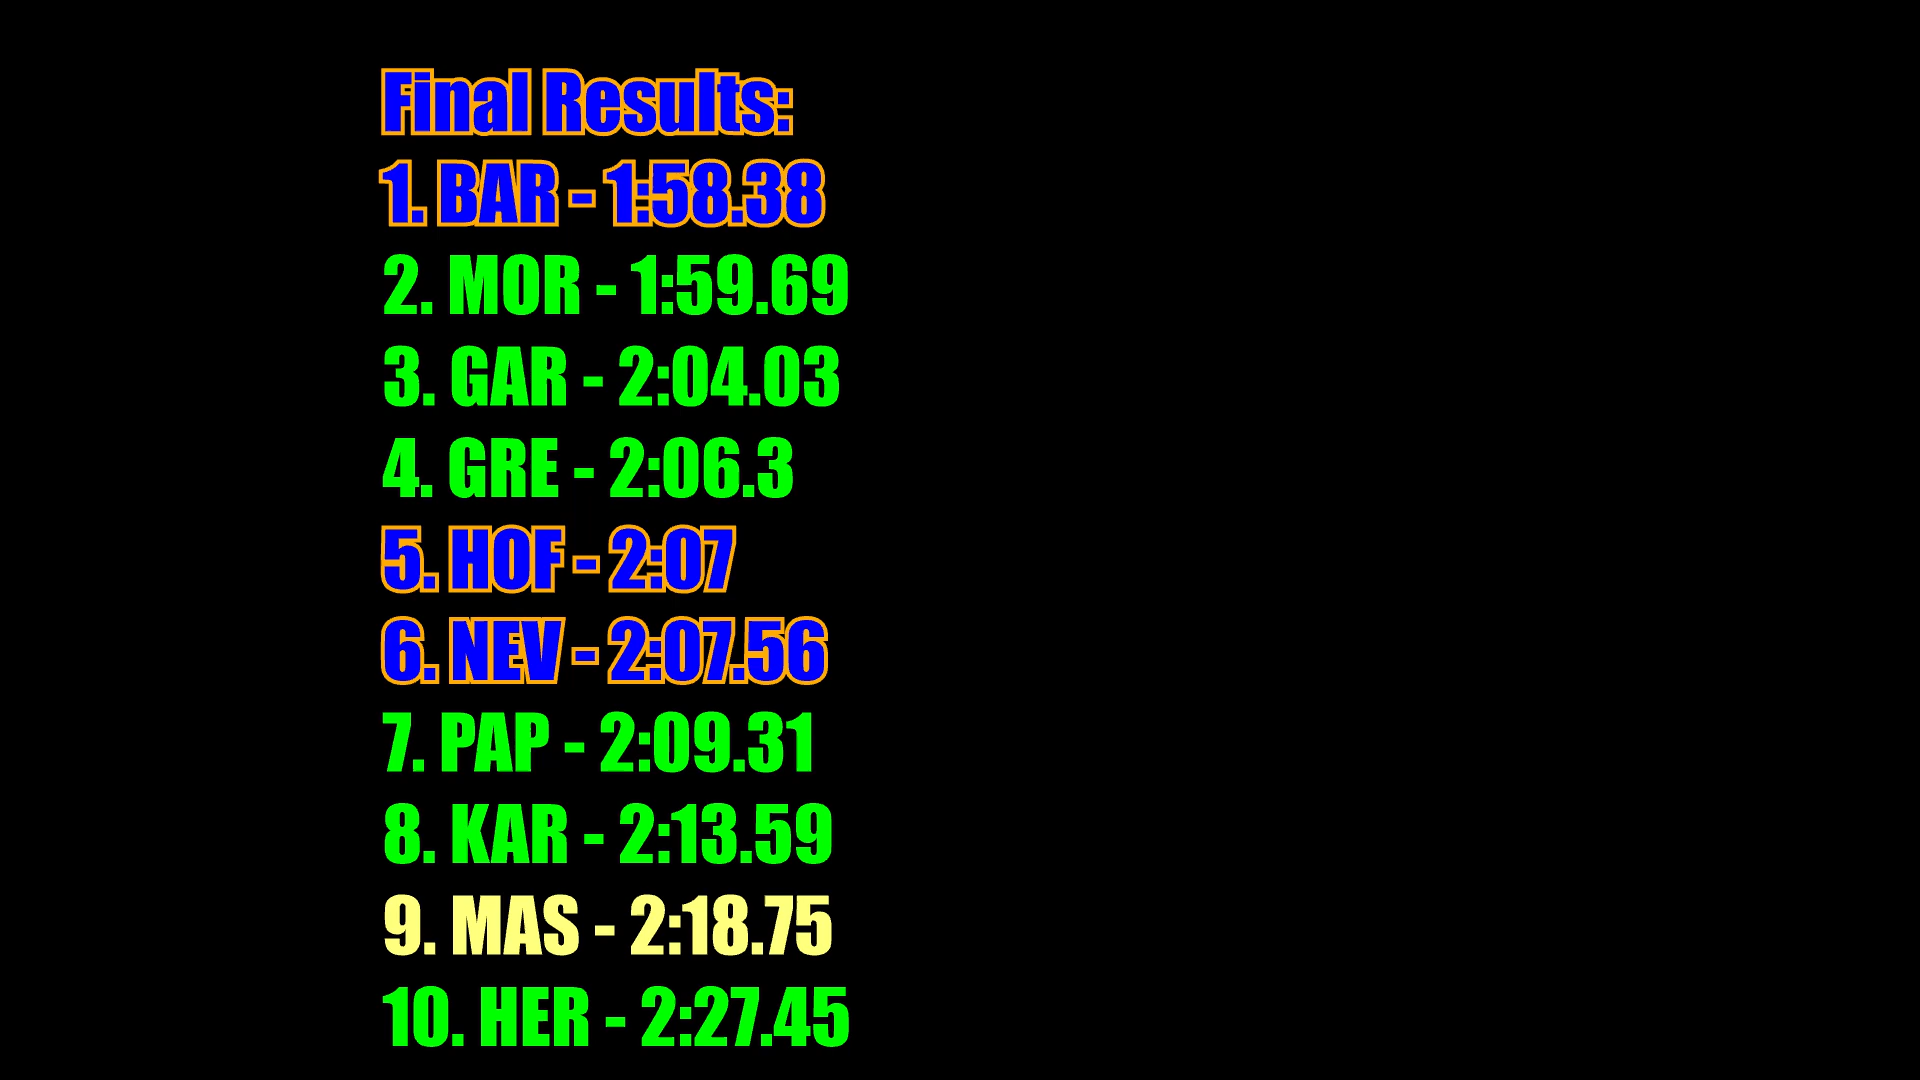 Final Results:
1. BAR - 1:58.38
2. MOR - 1:59.69
3. GAR - 2:04.03
4. GRE - 2:06.3
5. HOF - 2:07
6. NEV - 2:07.56
7. PAP - 2:09.31
8. KAR - 2:13.59
9. MAS - 2:18.75
10. HER - 2:27.45